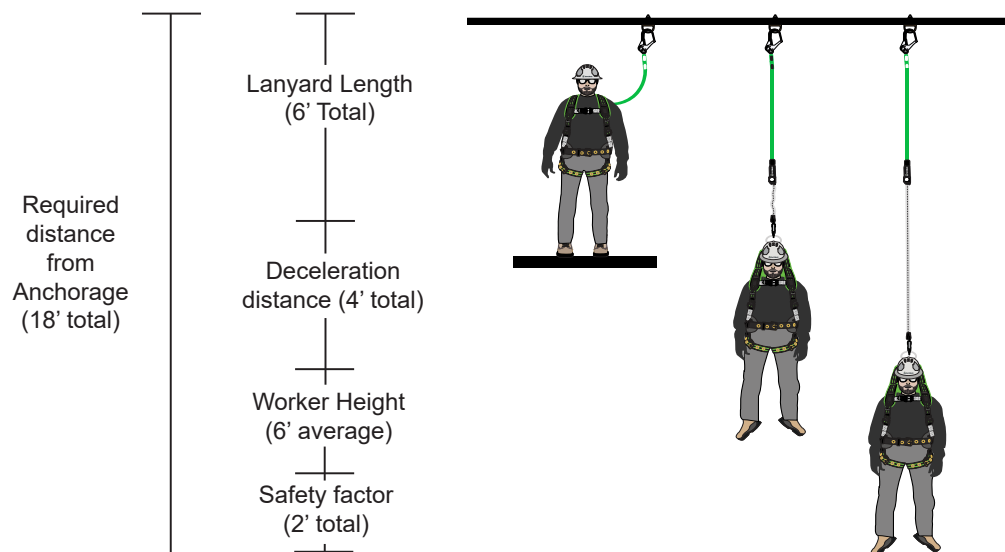 Lanyard Length
(6’ Total)
Required
distance
from
Anchorage
(18’ total)
Deceleration
distance (4’ total)
Worker Height
(6’ average)
Safety factor
(2’ total)